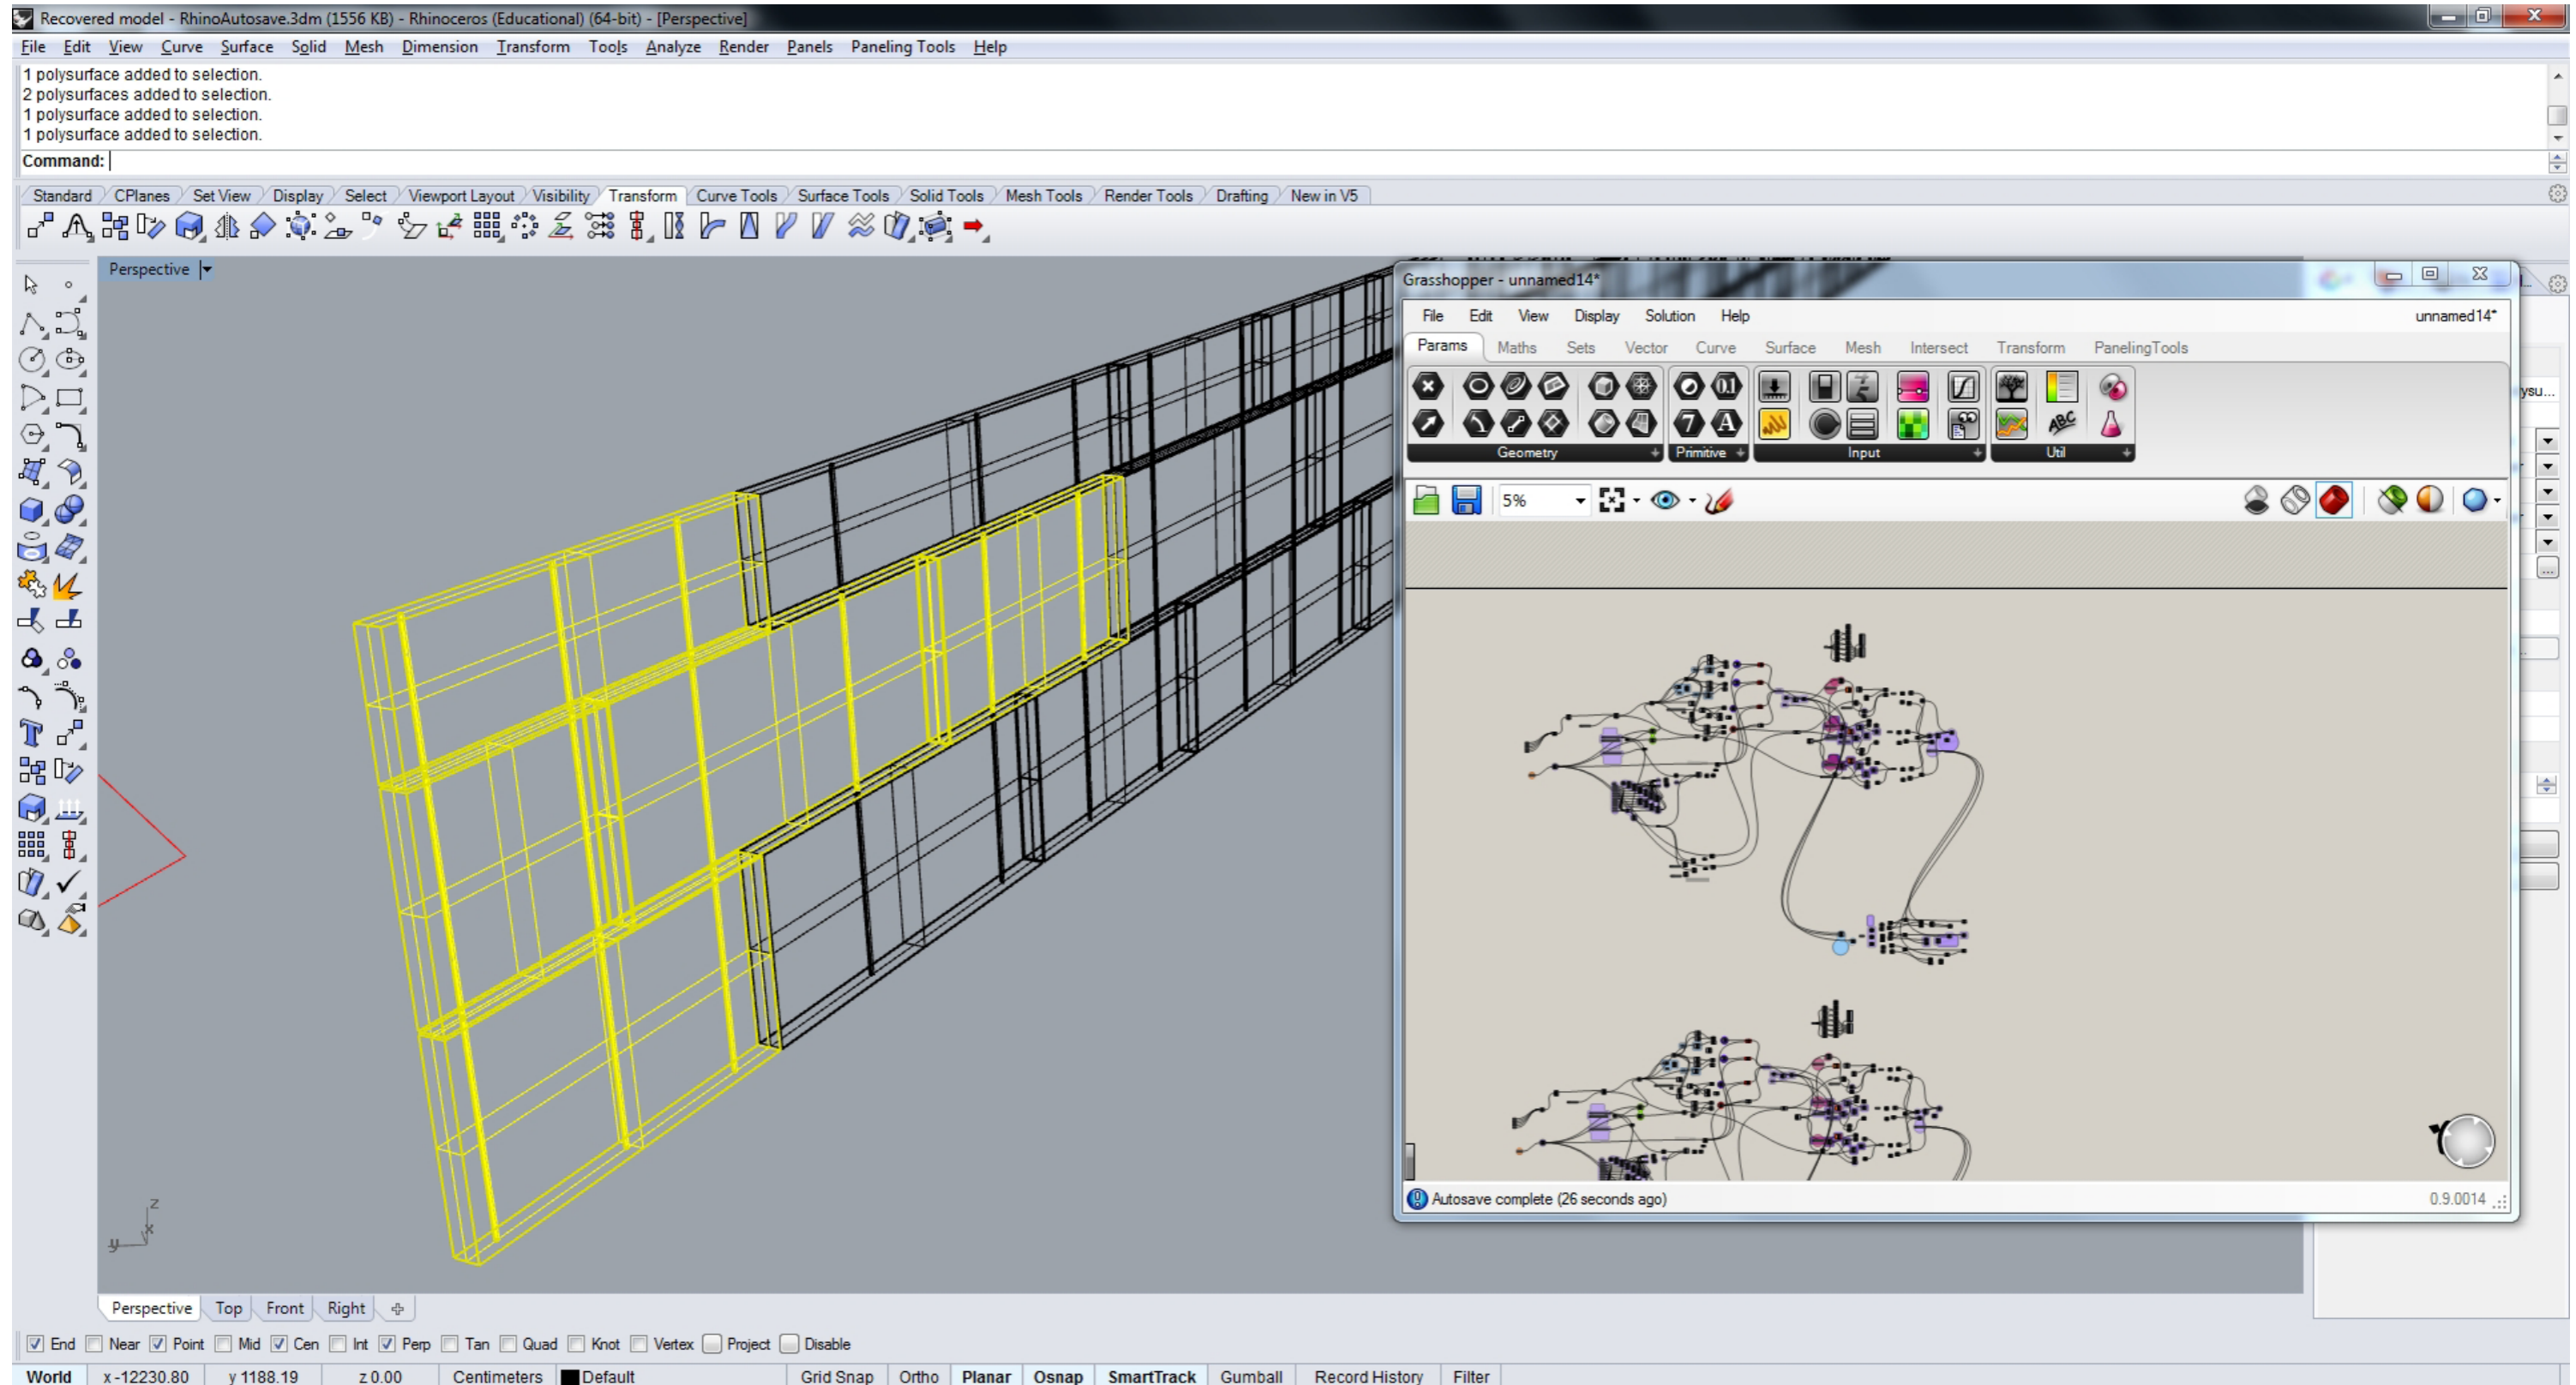 Recovered model - RhinoAutosave.3dm (1556 KB) - Rhinoceros (Educational) (64-bit) - [Perspective]
File Edit View Curve Surface Solid Mesh Dimension Transform Tools Analyze Render Panels Paneling Tools Help
1 polysurface added to selection.
2 polysurfaces added to selection.
1 polysurface added to selection.
1 polysurface added to selection.
Command:
Standard CPlanes Set View Display Select Viewport Layout Visibility Transform Curve Tools Surface Tools Solid Tools Mesh Tools Render Tools Drafting New in V5
Perspective
Grasshopper - unnamed14*
File Edit View Display Solution Help unnamed14*
Params Maths Sets Vector Curve Surface Mesh Intersect Transform PanelingTools
Geometry Primitive Input Util
ysu...
5%
z
x
y
Autosave complete (26 seconds ago) 0.9.0014
Perspective Top Front Right
End Near Point Mid Cen Int Perp Tan Quad Knot Vertex Project Disable
World x -12230.80 y 1188.19 z 0.00 Centimeters Default Grid Snap Ortho Planar Osnap SmartTrack Gumball Record History Filter